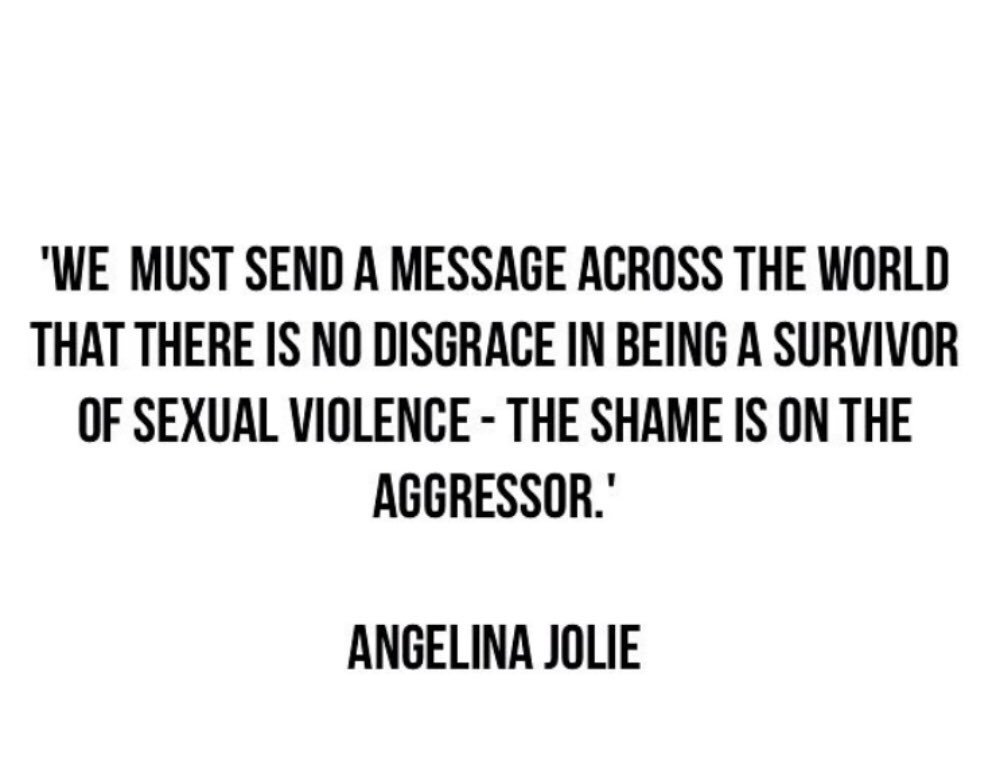 'WE MUST SEND A MESSAGE ACROSS THE WORLD
THAT THERE IS NO DISGRACE IN BEING A SURVIVOR
OF SEXUAL VIOLENCE - THE SHAME IS ON THE
AGGRESSOR.'
ANGELINA JOLIE